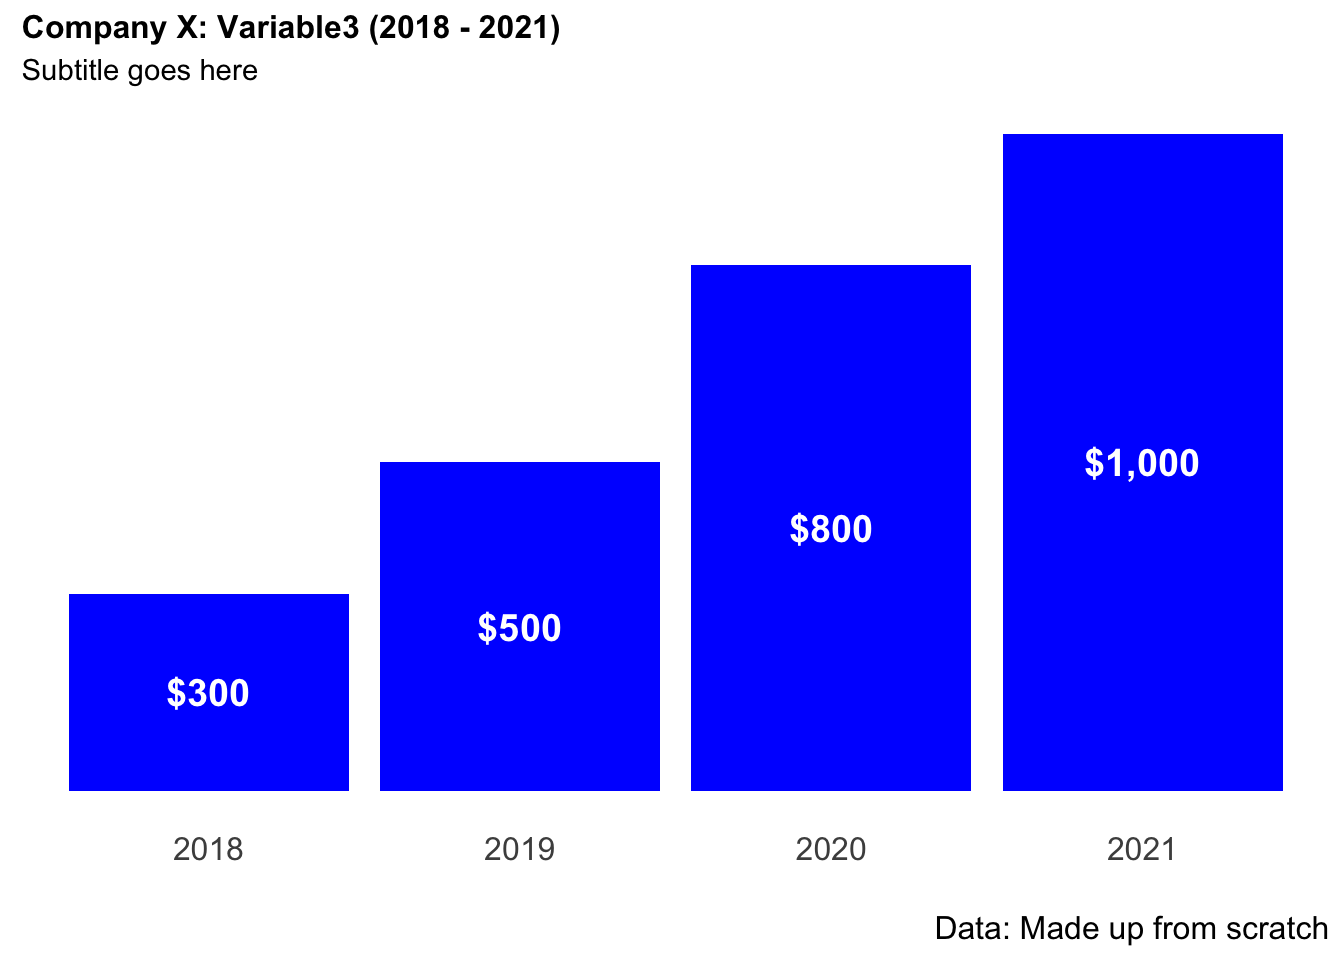 Company X: Variable3 (2018 - 2021)
Subtitle goes here
$1,000
$800
$500
$300
2018 2019 2020 2021
Data: Made up from scratch